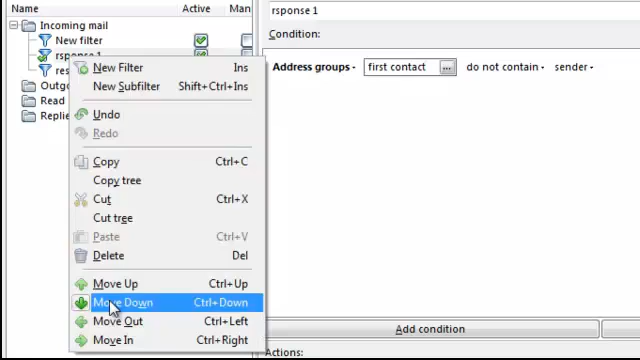 Name Active Man
Incoming mail
New filter
rsponse 1
Outgo
Read
Replie
New Filter Ins
New Subfilter Shift+Ctrl+Ins
Undo
Redo
Copy Ctrl+C
Copy tree
Cut Ctrl+X
Cut tree
Paste Ctrl+V
Delete Del
Move Up Ctrl+Up
Move Down Ctrl+Down
Move Out Ctrl+Left
Move In Ctrl+Right
rsponse 1
Condition:
Address groups first contact ... do not contain sender
Add condition
Actions: